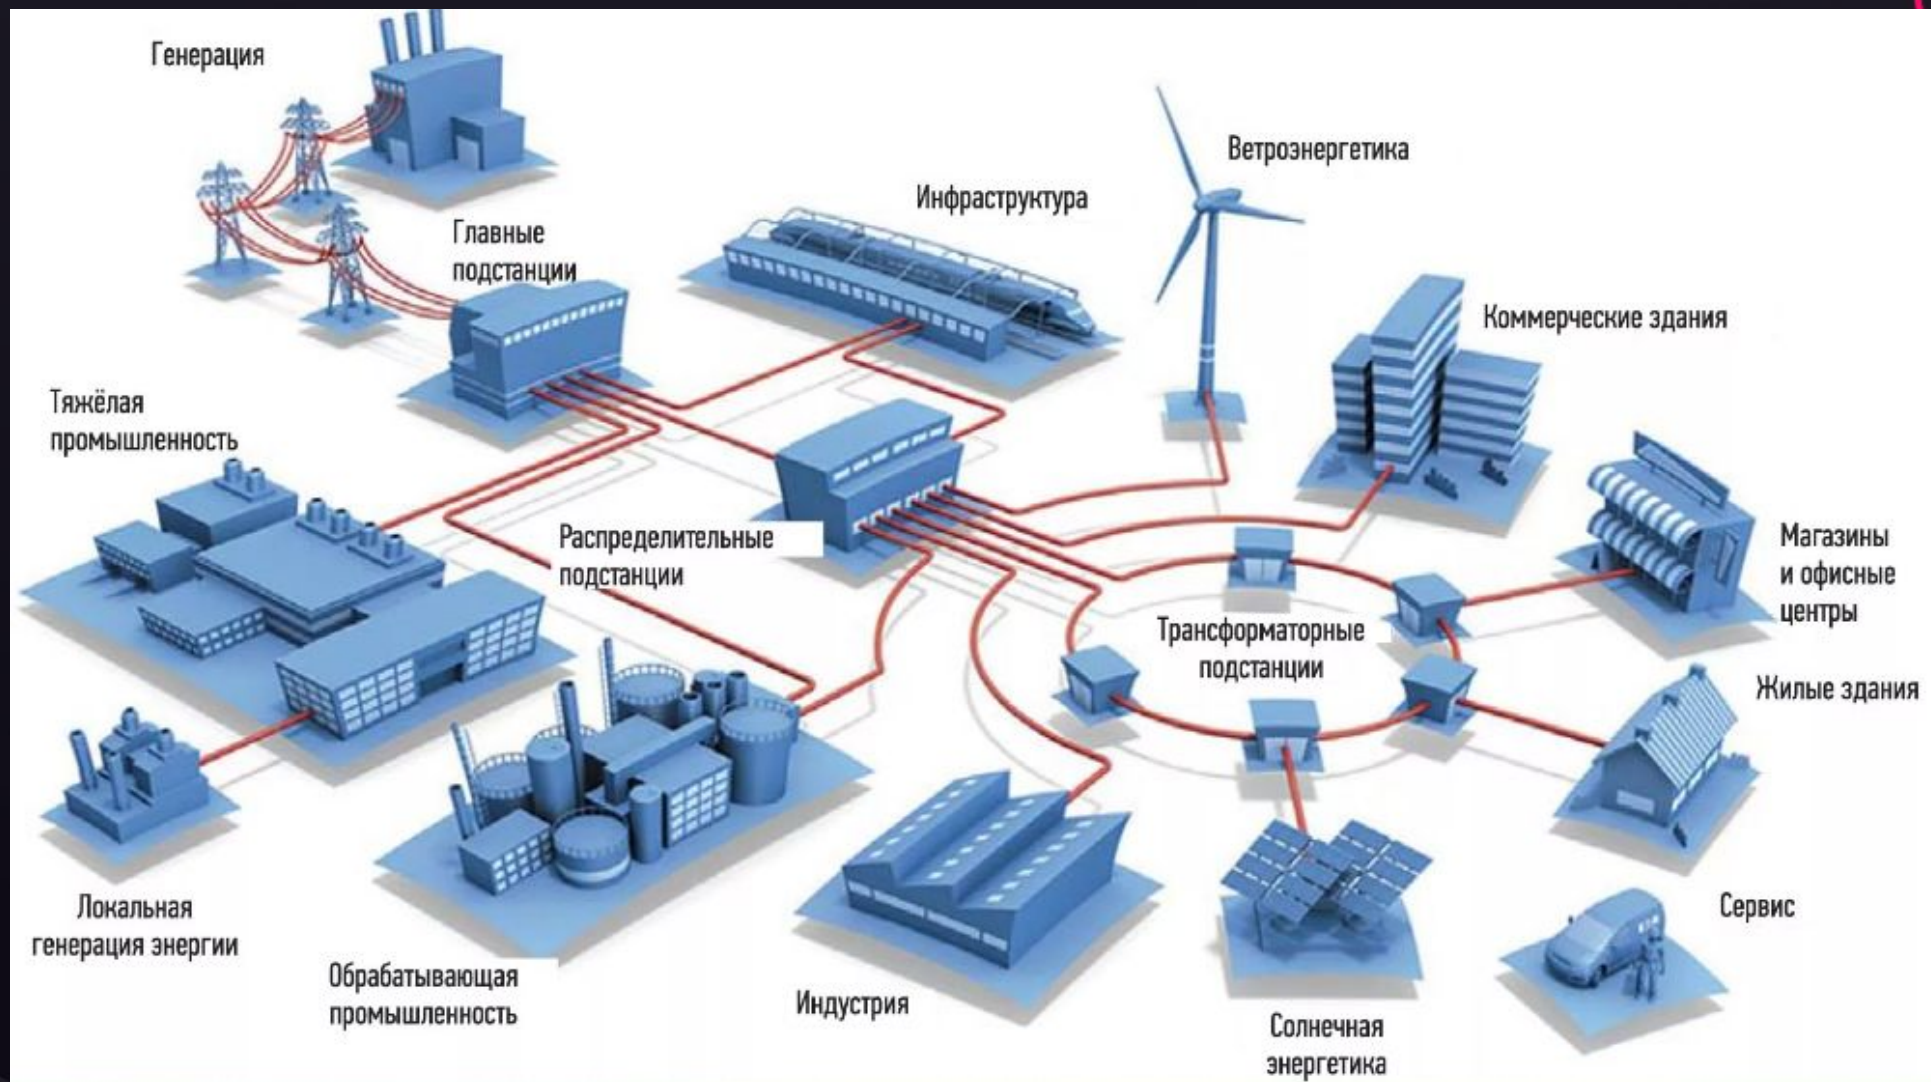 Генерация
Главные
подстанции
Инфраструктура
Ветроэнергетика
Коммерческие здания
Тяжёлая
промышленность
Распределительные
подстанции
Магазины
и офисные
центры
Трансформаторные
подстанции
Жилые здания
Локальная
генерация энергии
Обрабатывающая
промышленность
Индустрия
Солнечная
энергетика
Сервис